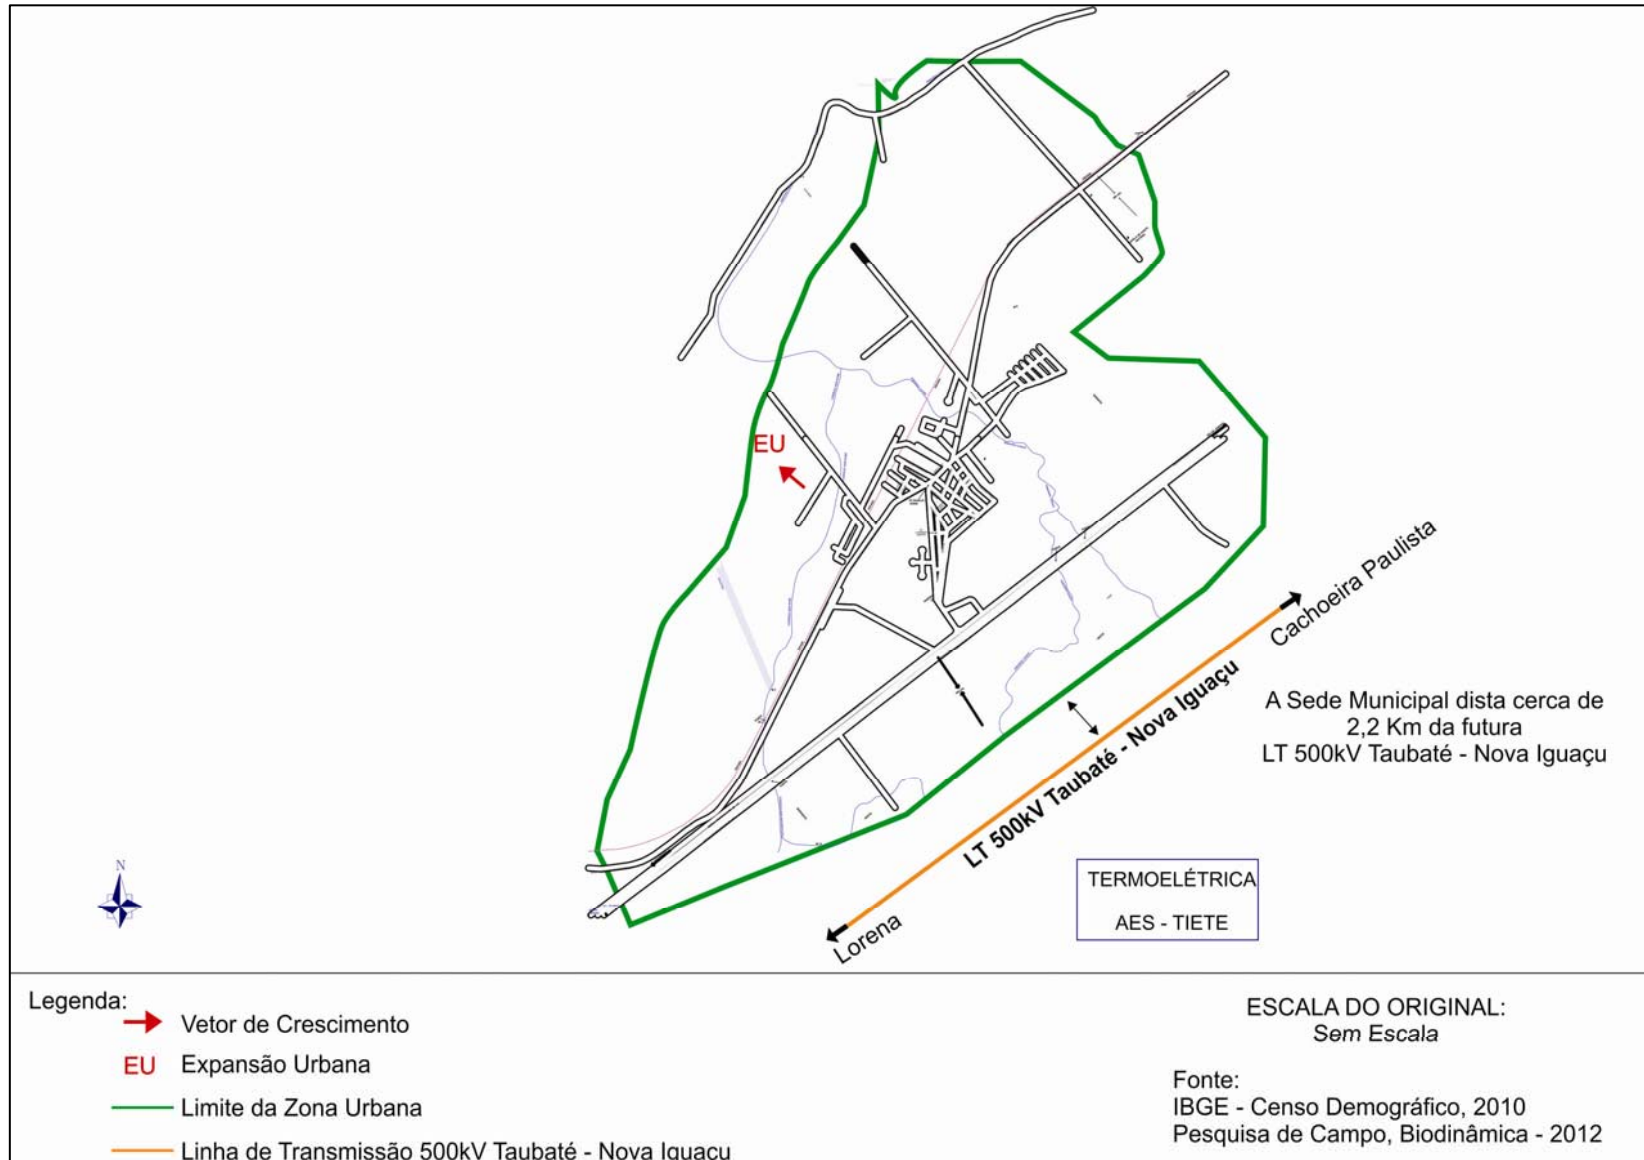 EU
Cachoeira Paulista
A Sede Municipal dista cerca de
2,2 Km da futura
LT 500kV Taubaté - Nova Iguaçu
LT 500kV Taubaté - Nova Iguaçu
TERMOELÉTRICA
AES - TIETE
Lorena
N
Legenda:
Vetor de Crescimento
EU Expansão Urbana
Limite da Zona Urbana
Linha de Transmissão 500kV Taubaté - Nova Iguaçu
ESCALA DO ORIGINAL:
Sem Escala
Fonte:
IBGE - Censo Demográfico, 2010
Pesquisa de Campo, Biodinâmica - 2012